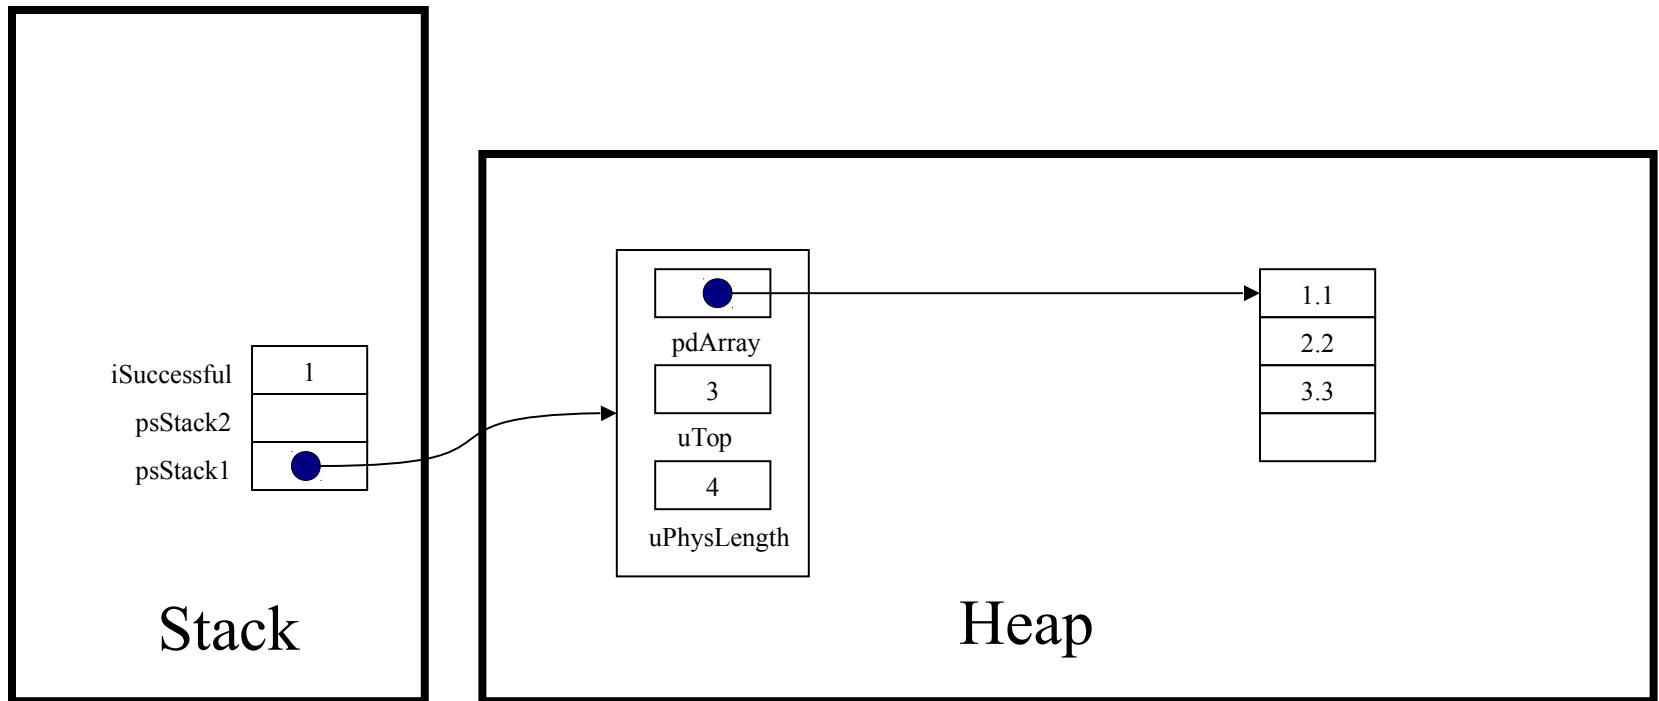 iSuccessful 1
psStack2
psStack1
Stack
pdArray
3
uTop
4
uPhysLength
1.1
2.2
3.3
Heap